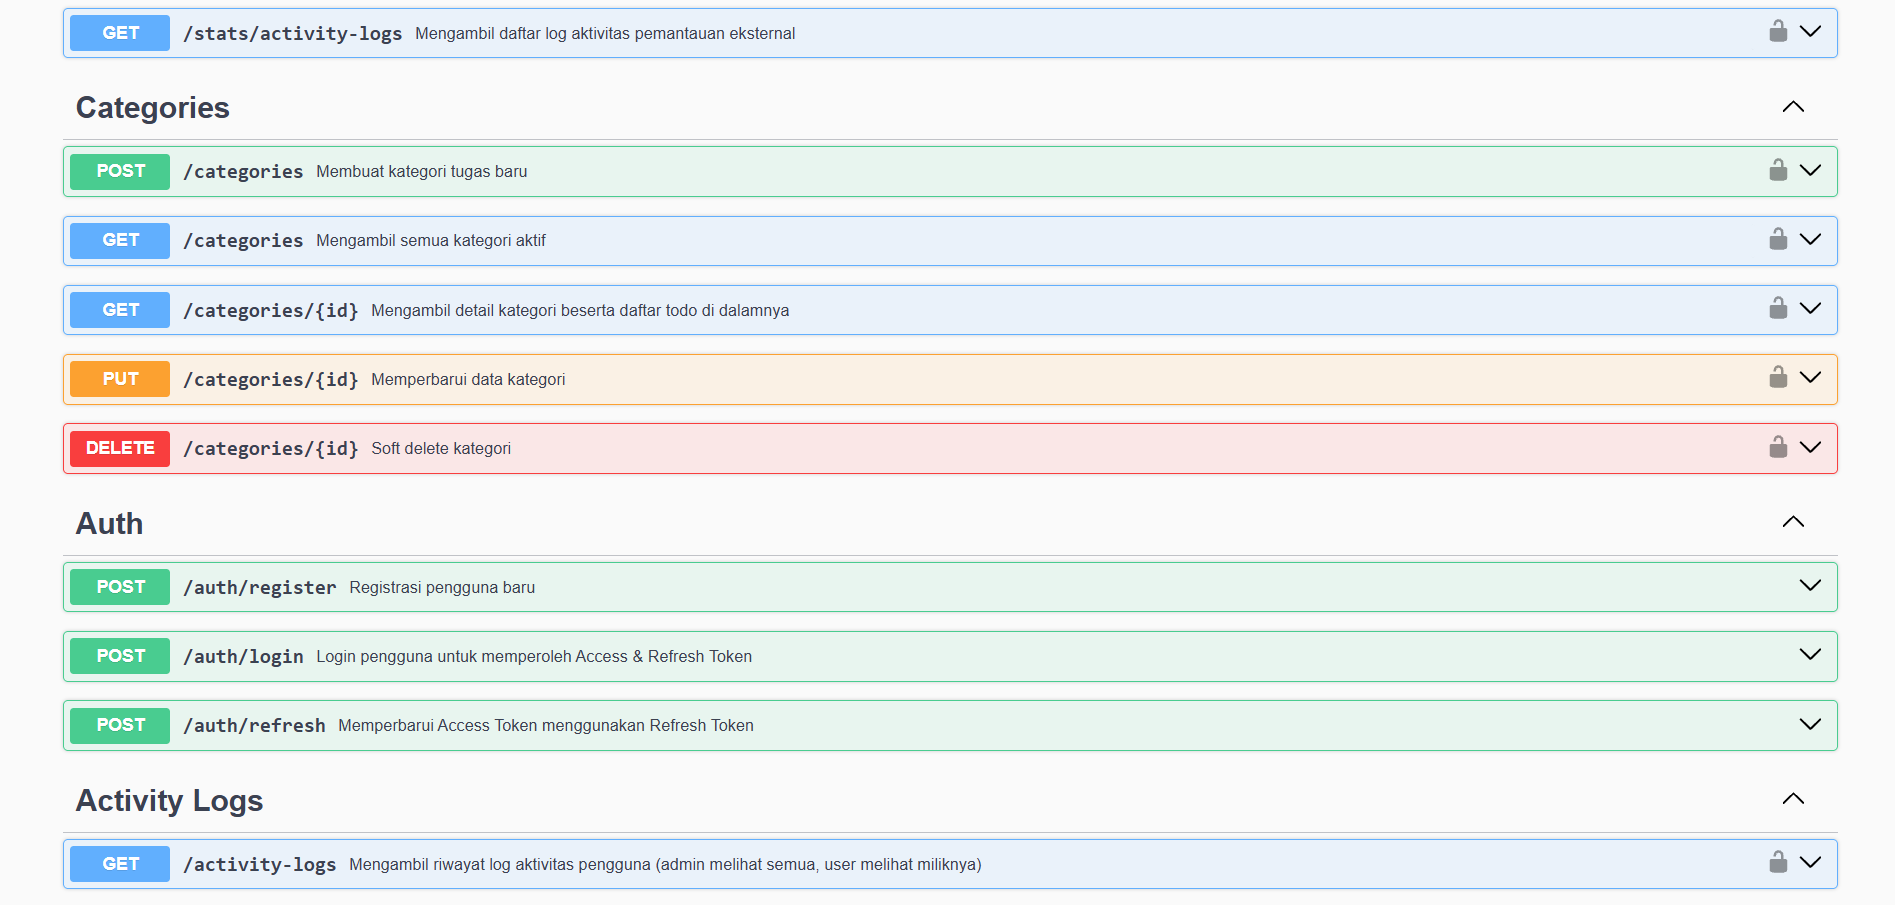 GET /stats/activity-logs Mengambil daftar log aktivitas pemantauan eksternal
Categories
POST /categories Membuat kategori tugas baru
GET /categories Mengambil semua kategori aktif
GET /categories/{id} Mengambil detail kategori beserta daftar todo di dalamnya
PUT /categories/{id} Memperbarui data kategori
DELETE /categories/{id} Soft delete kategori
Auth
POST /auth/register Registrasi pengguna baru
POST /auth/login Login pengguna untuk memperoleh Access & Refresh Token
POST /auth/refresh Memperbarui Access Token menggunakan Refresh Token
Activity Logs
GET /activity-logs Mengambil riwayat log aktivitas pengguna (admin melihat semua, user melihat miliknya)